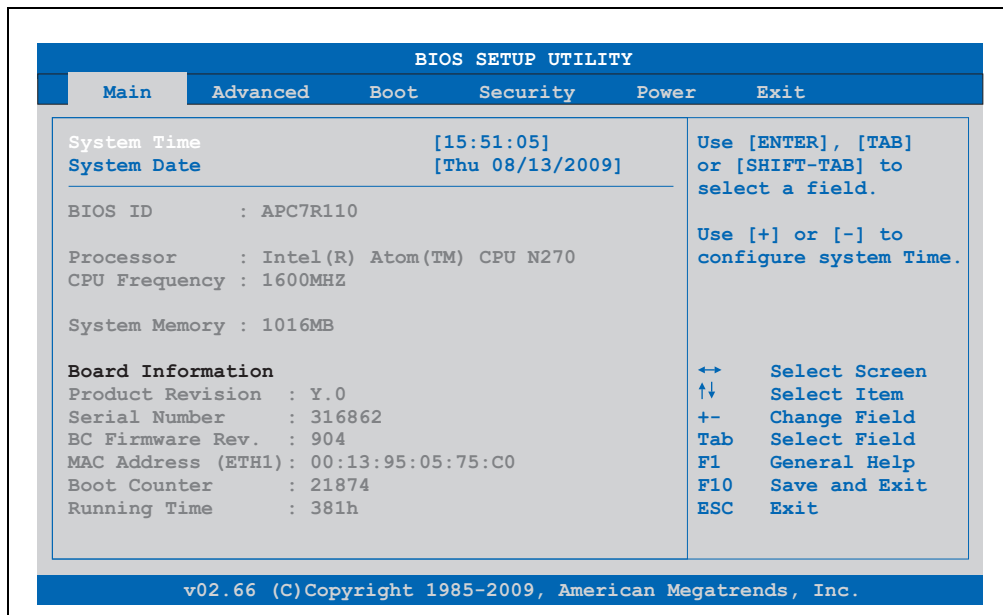 BIOS SETUP UTILITY
Main Advanced Boot Security Power Exit
System Time [15:51:05]
System Date [Thu 08/13/2009]
BIOS ID : APC7R110
Processor : Intel(R) Atom(TM) CPU N270
CPU Frequency : 1600MHZ
System Memory : 1016MB
Board Information
Product Revision : Y.0
Serial Number : 316862
BC Firmware Rev. : 904
MAC Address (ETH1): 00:13:95:05:75:C0
Boot Counter : 21874
Running Time : 381h
Use [ENTER], [TAB]
or [SHIFT-TAB] to
select a field.
Use [+] or [-] to
configure system Time.
↔ Select Screen
↑↓ Select Item
+- Change Field
Tab Select Field
F1 General Help
F10 Save and Exit
ESC Exit
v02.66 (C)Copyright 1985-2009, American Megatrends, Inc.